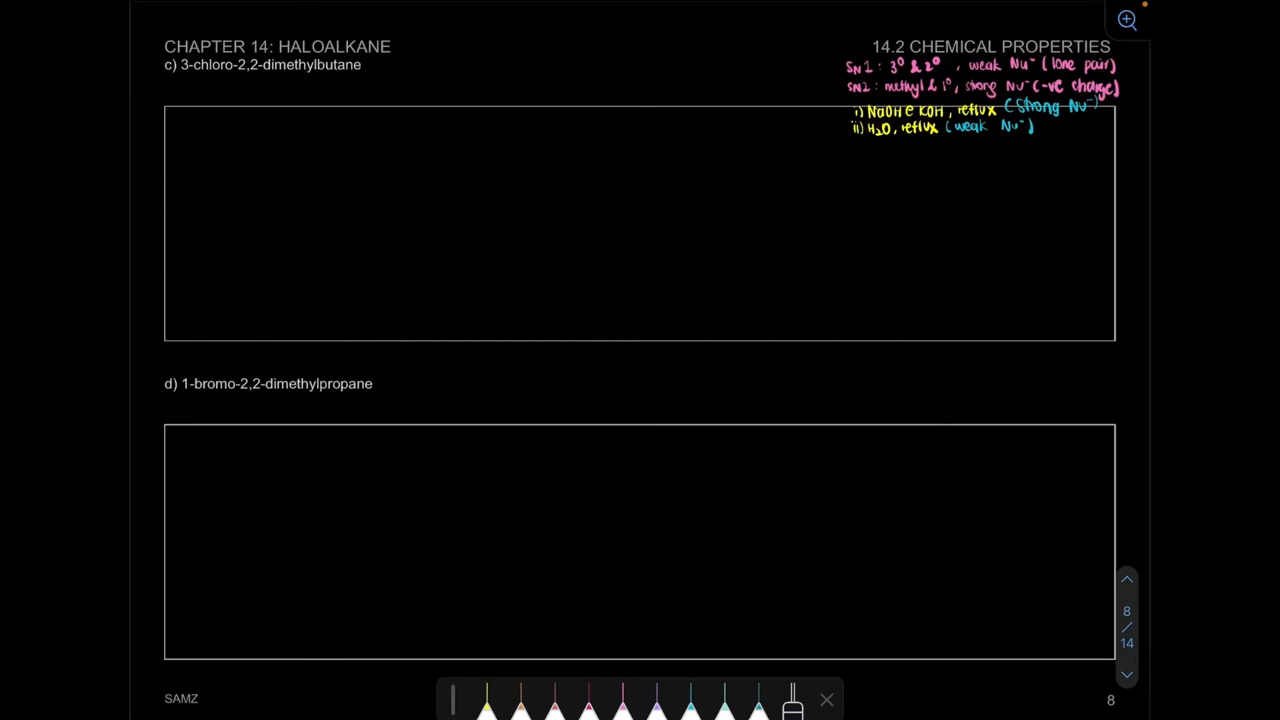 CHAPTER 14: HALOALKANE
14.2 CHEMICAL PROPERTIES
c) 3-chloro-2,2-dimethylbutane
SN1 : 3° & 2° , weak Nu⁻ (lone pair)
SN2 : methyl & 1°, strong Nu⁻ (-ve charge)
i) NaOH @ KOH, reflux (strong Nu⁻)
ii) H2O, reflux (weak Nu⁻)
d) 1-bromo-2,2-dimethylpropane
8
/
14
SAMZ
8